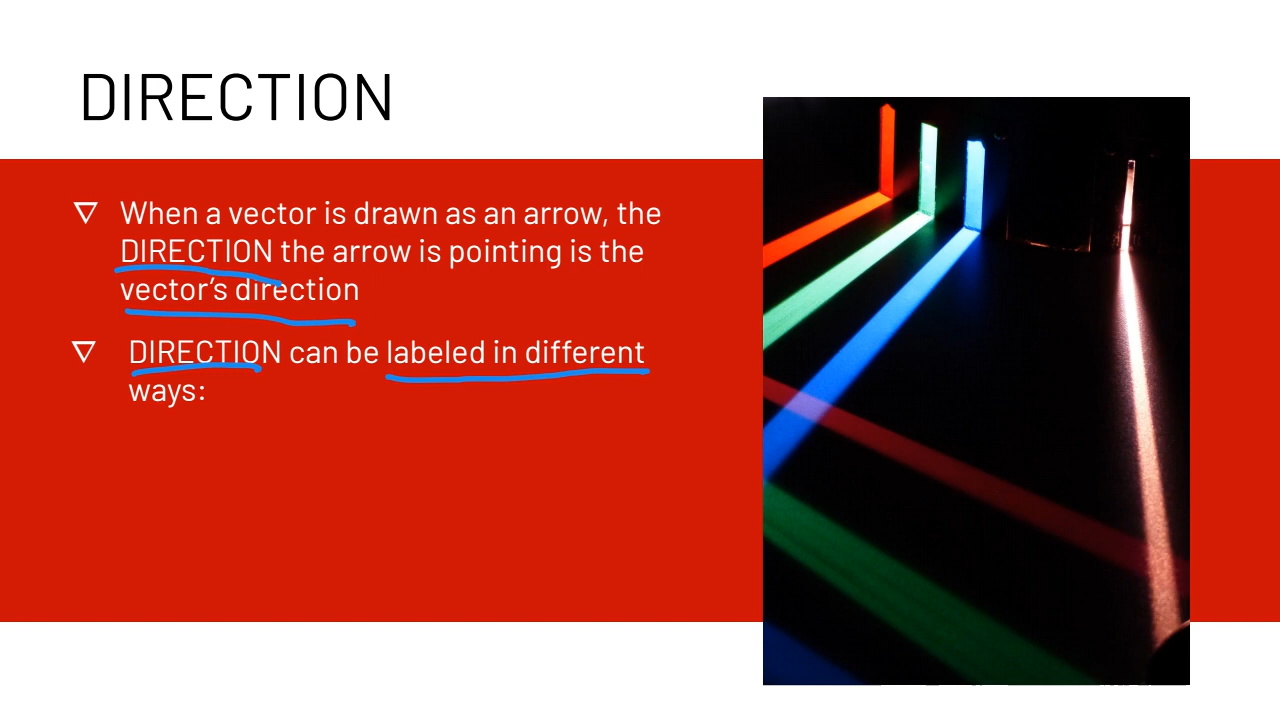 DIRECTION
When a vector is drawn as an arrow, the
DIRECTION the arrow is pointing is the
vector’s direction
DIRECTION can be labeled in different
ways: